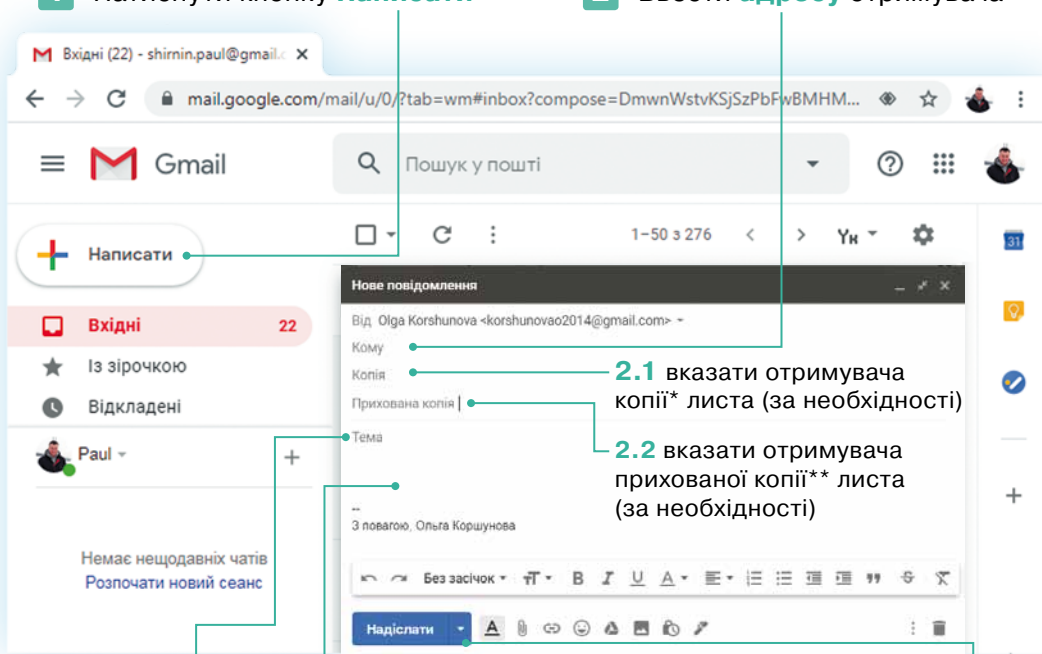 1 Натиснути кнопку Написати
2 Ввести адресу отримувача
Вхідні (22) - shirnin.paul@gmail.c
mail.google.com/mail/u/0/?tab=wm#inbox?compose=DmwnWstvKSjSzPbFwBMHM...
Gmail
Пошук у пошті
Написати
1–50 з 276
Ун
31
Нове повідомлення
Вхідні 22
Від Olga Korshunova <korshunovao2014@gmail.com>
Кому
Із зірочкою
Копія
2.1 вказати отримувача
копії* листа (за необхідності)
Відкладені
Прихована копія
Тема
Paul
2.2 вказати отримувача
прихованої копії** листа
(за необхідності)
--
З повагою, Ольга Коршунова
Немає нещодавніх чатів
Розпочати новий сеанс
Без засічок
Надіслати